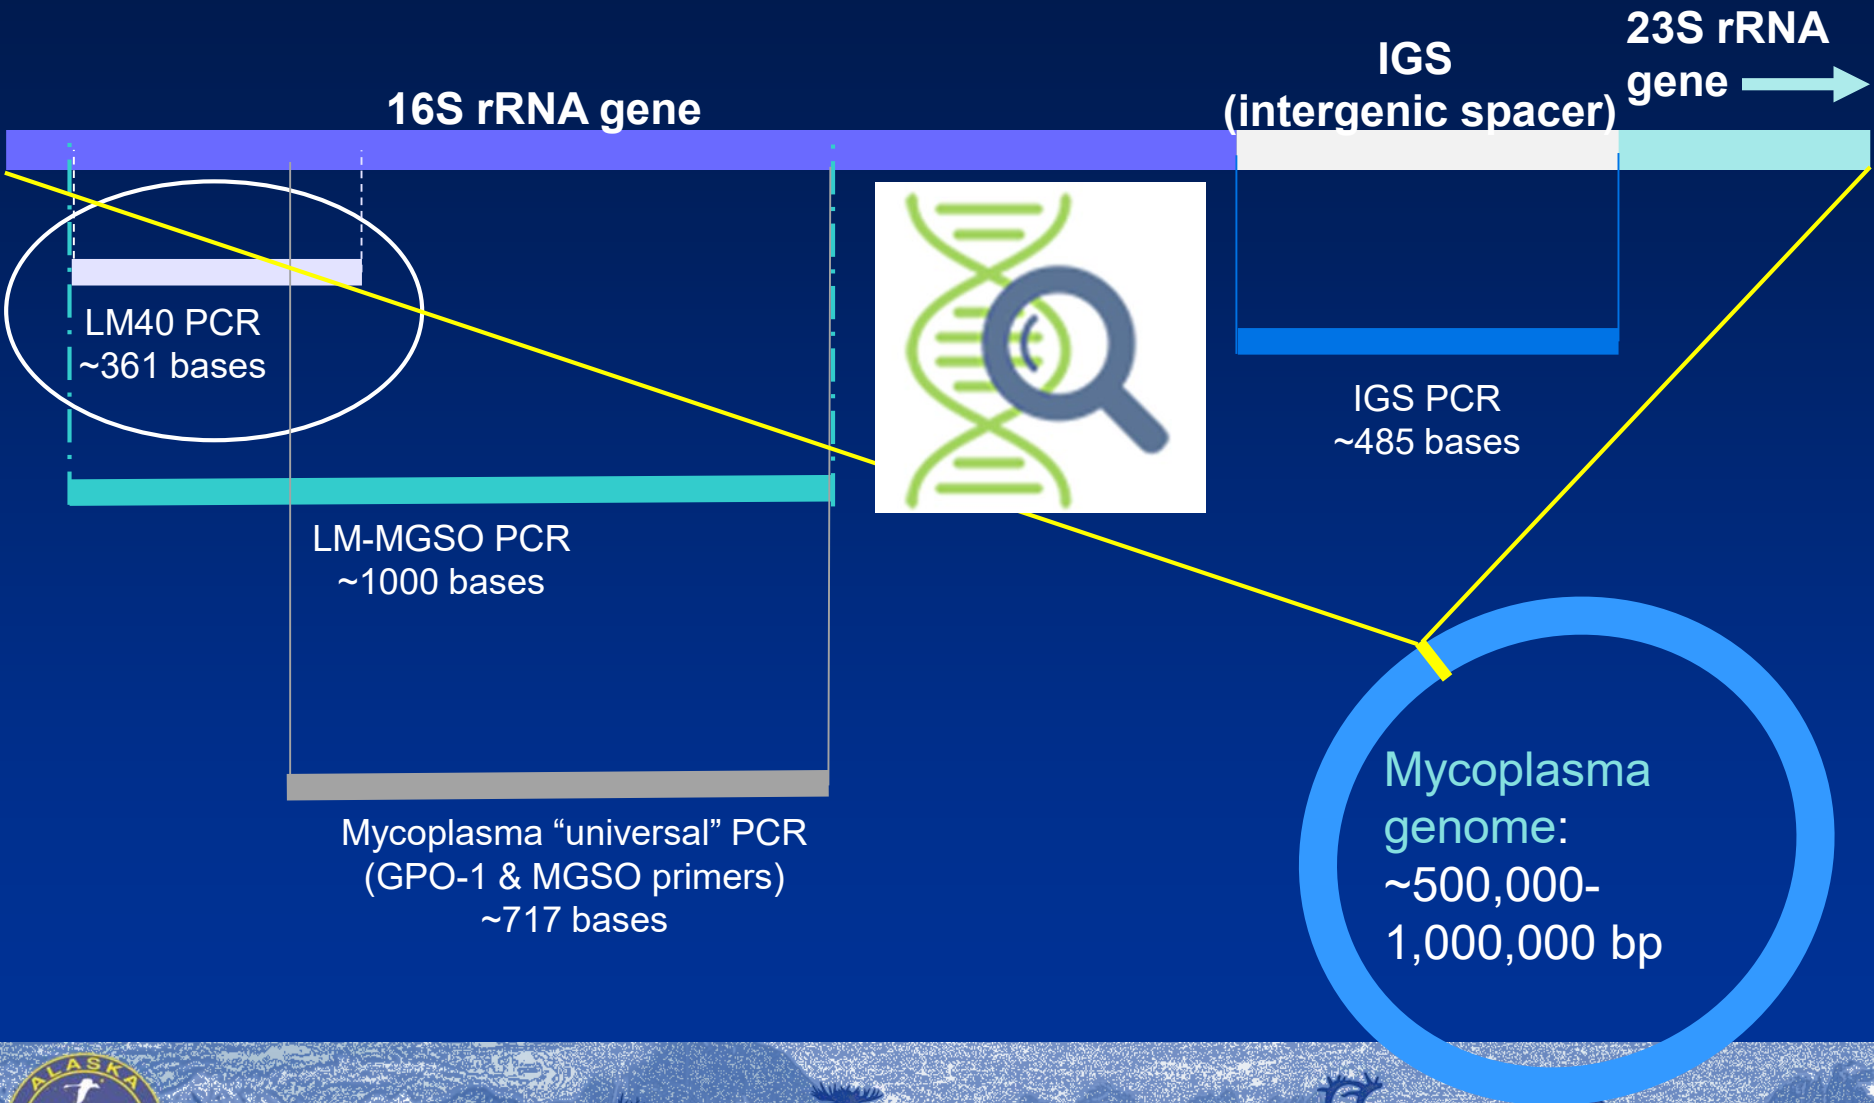 16S rRNA gene
IGS
(intergenic spacer)
23S rRNA
gene
LM40 PCR
~361 bases
IGS PCR
~485 bases
LM-MGSO PCR
~1000 bases
Mycoplasma “universal” PCR
(GPO-1 & MGSO primers)
~717 bases
Mycoplasma
genome:
~500,000-
1,000,000 bp
ALASKA